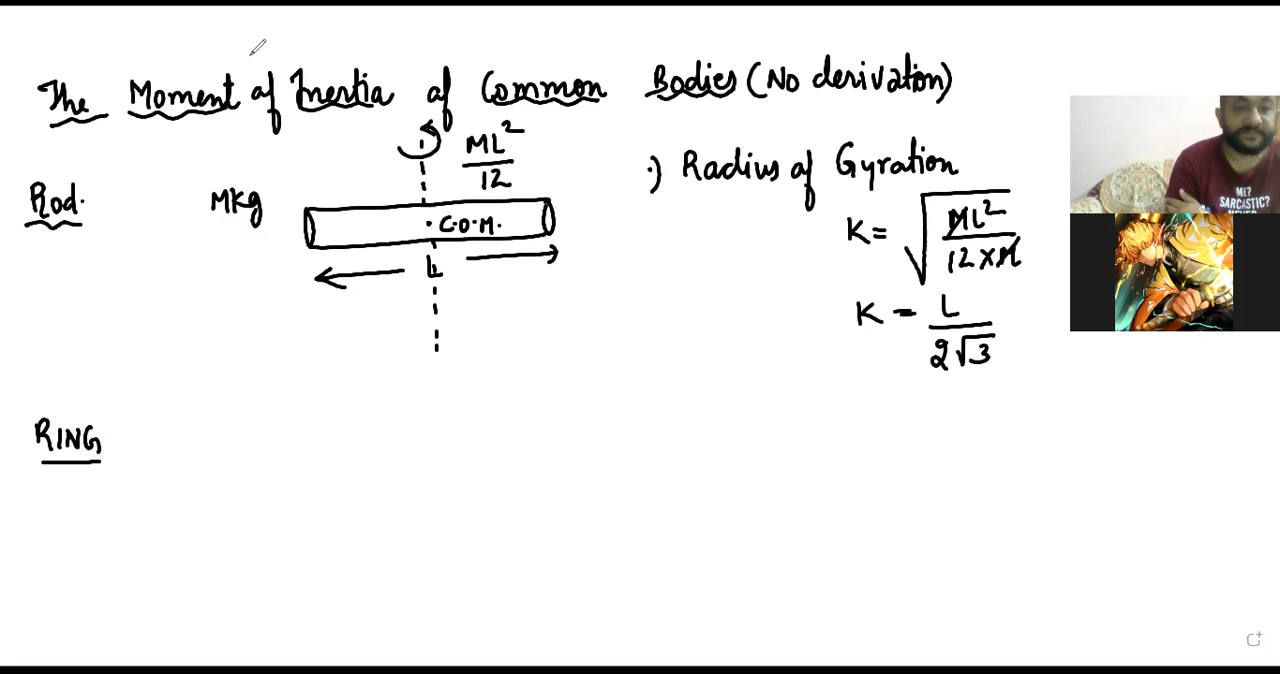 The Moment of Inertia of Common Bodies (No derivation)
ML²
12
Rod.
MKg
C.O.M.
L
·) Radius of Gyration
K = √ML²/12×M
K = L/2√3
RING
ME?
SARCASTIC?
NEVER